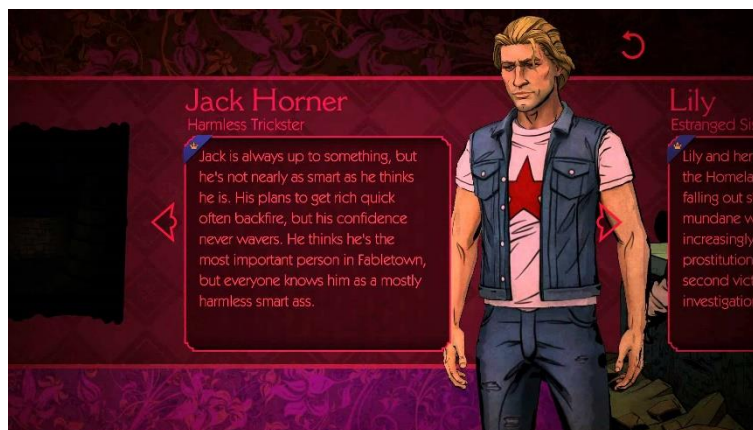 Jack Horner
Harmless Trickster
Jack is always up to something, but
he's not nearly as smart as he thinks
he is. His plans to get rich quick
often backfire, but his confidence
never wavers. He thinks he's the
most important person in Fabletown,
but everyone knows him as a mostly
harmless smart ass.
Lily
Estranged Si
Lily and her
the Homela
falling out s
mundane w
increasingly
prostitution
second vict
investigatio